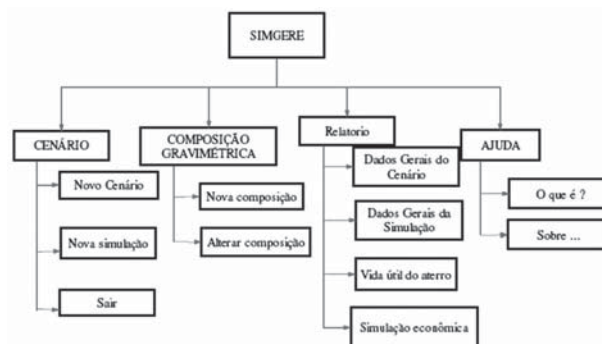 SIMGERE
CENÁRIO
Novo Cenário
Nova simulação
Sair
COMPOSIÇÃO
GRAVIMÉTRICA
Nova composição
Alterar composição
Relatorio
Dados Gerais do
Cenário
Dados Gerais da
Simulação
Vida útil do aterro
Simulação econômica
AJUDA
O que é ?
Sobre ...